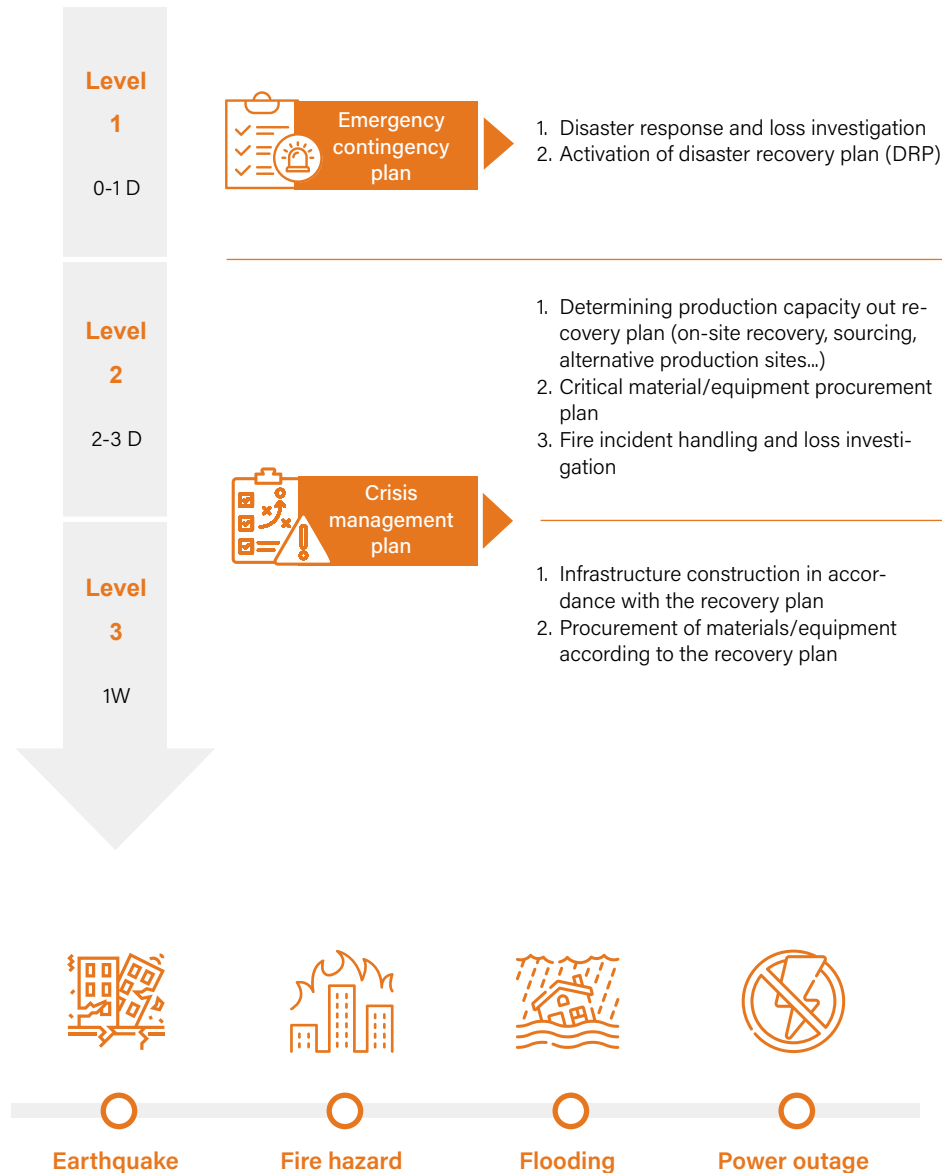 Level
1
0-1 D
Emergency
contingency
plan
1. Disaster response and loss investigation
2. Activation of disaster recovery plan (DRP)
Level
2
2-3 D
1. Determining production capacity out re-
covery plan (on-site recovery, sourcing,
alternative production sites...)
2. Critical material/equipment procurement
plan
3. Fire incident handling and loss investi-
gation
Crisis
management
plan
Level
3
1W
1. Infrastructure construction in accor-
dance with the recovery plan
2. Procurement of materials/equipment
according to the recovery plan
Earthquake
Fire hazard
Flooding
Power outage